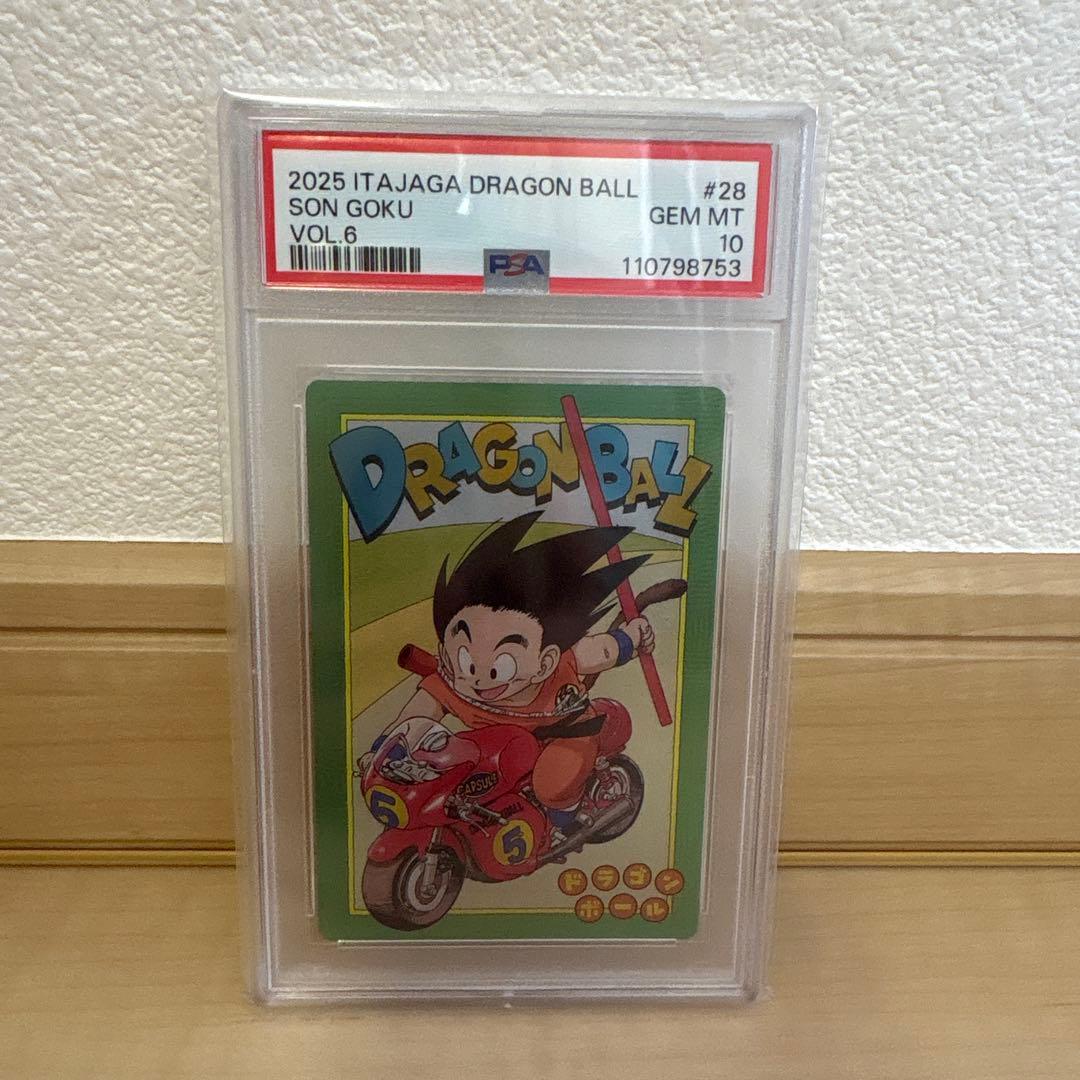 2025 ITAJAGA DRAGON BALL #28
SON GOKU GEM MT
VOL.6 10
PSA 110798753
DRAGON BALL
CAPSULE
5
5
ドラゴン
ボール